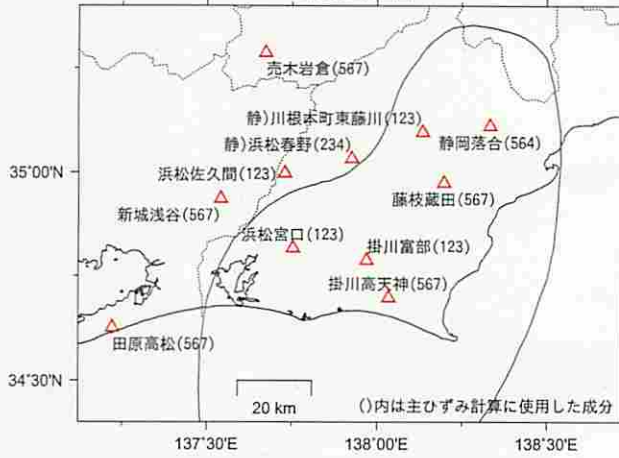 売木岩倉(567)
静)川根本町東藤川(123)
静岡落合(564)
静)浜松春野(234)
35°00'N
浜松佐久間(123)
藤枝蔵田(567)
新城浅谷(567)
浜松宮口(123)
掛川富部(123)
掛川高天神(567)
田原高松(567)
34°30'N
20 km
()内は主ひずみ計算に使用した成分
137°30'E
138°00'E
138°30'E